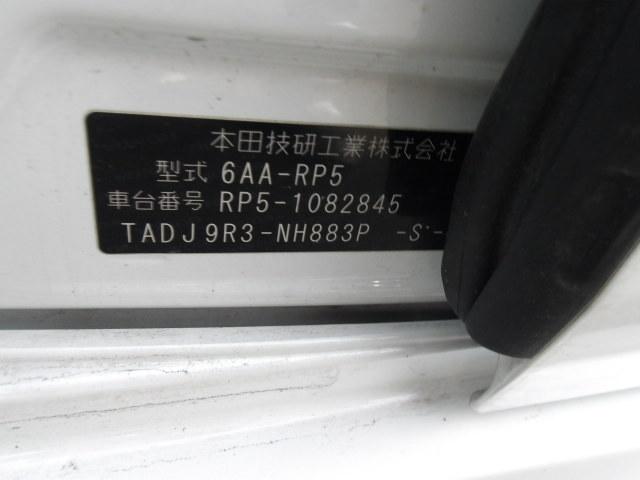 本田技研工業株式会社
型式 6AA-RP5
車台番号 RP5-1082845
TADJ9R3-NH883P -S-